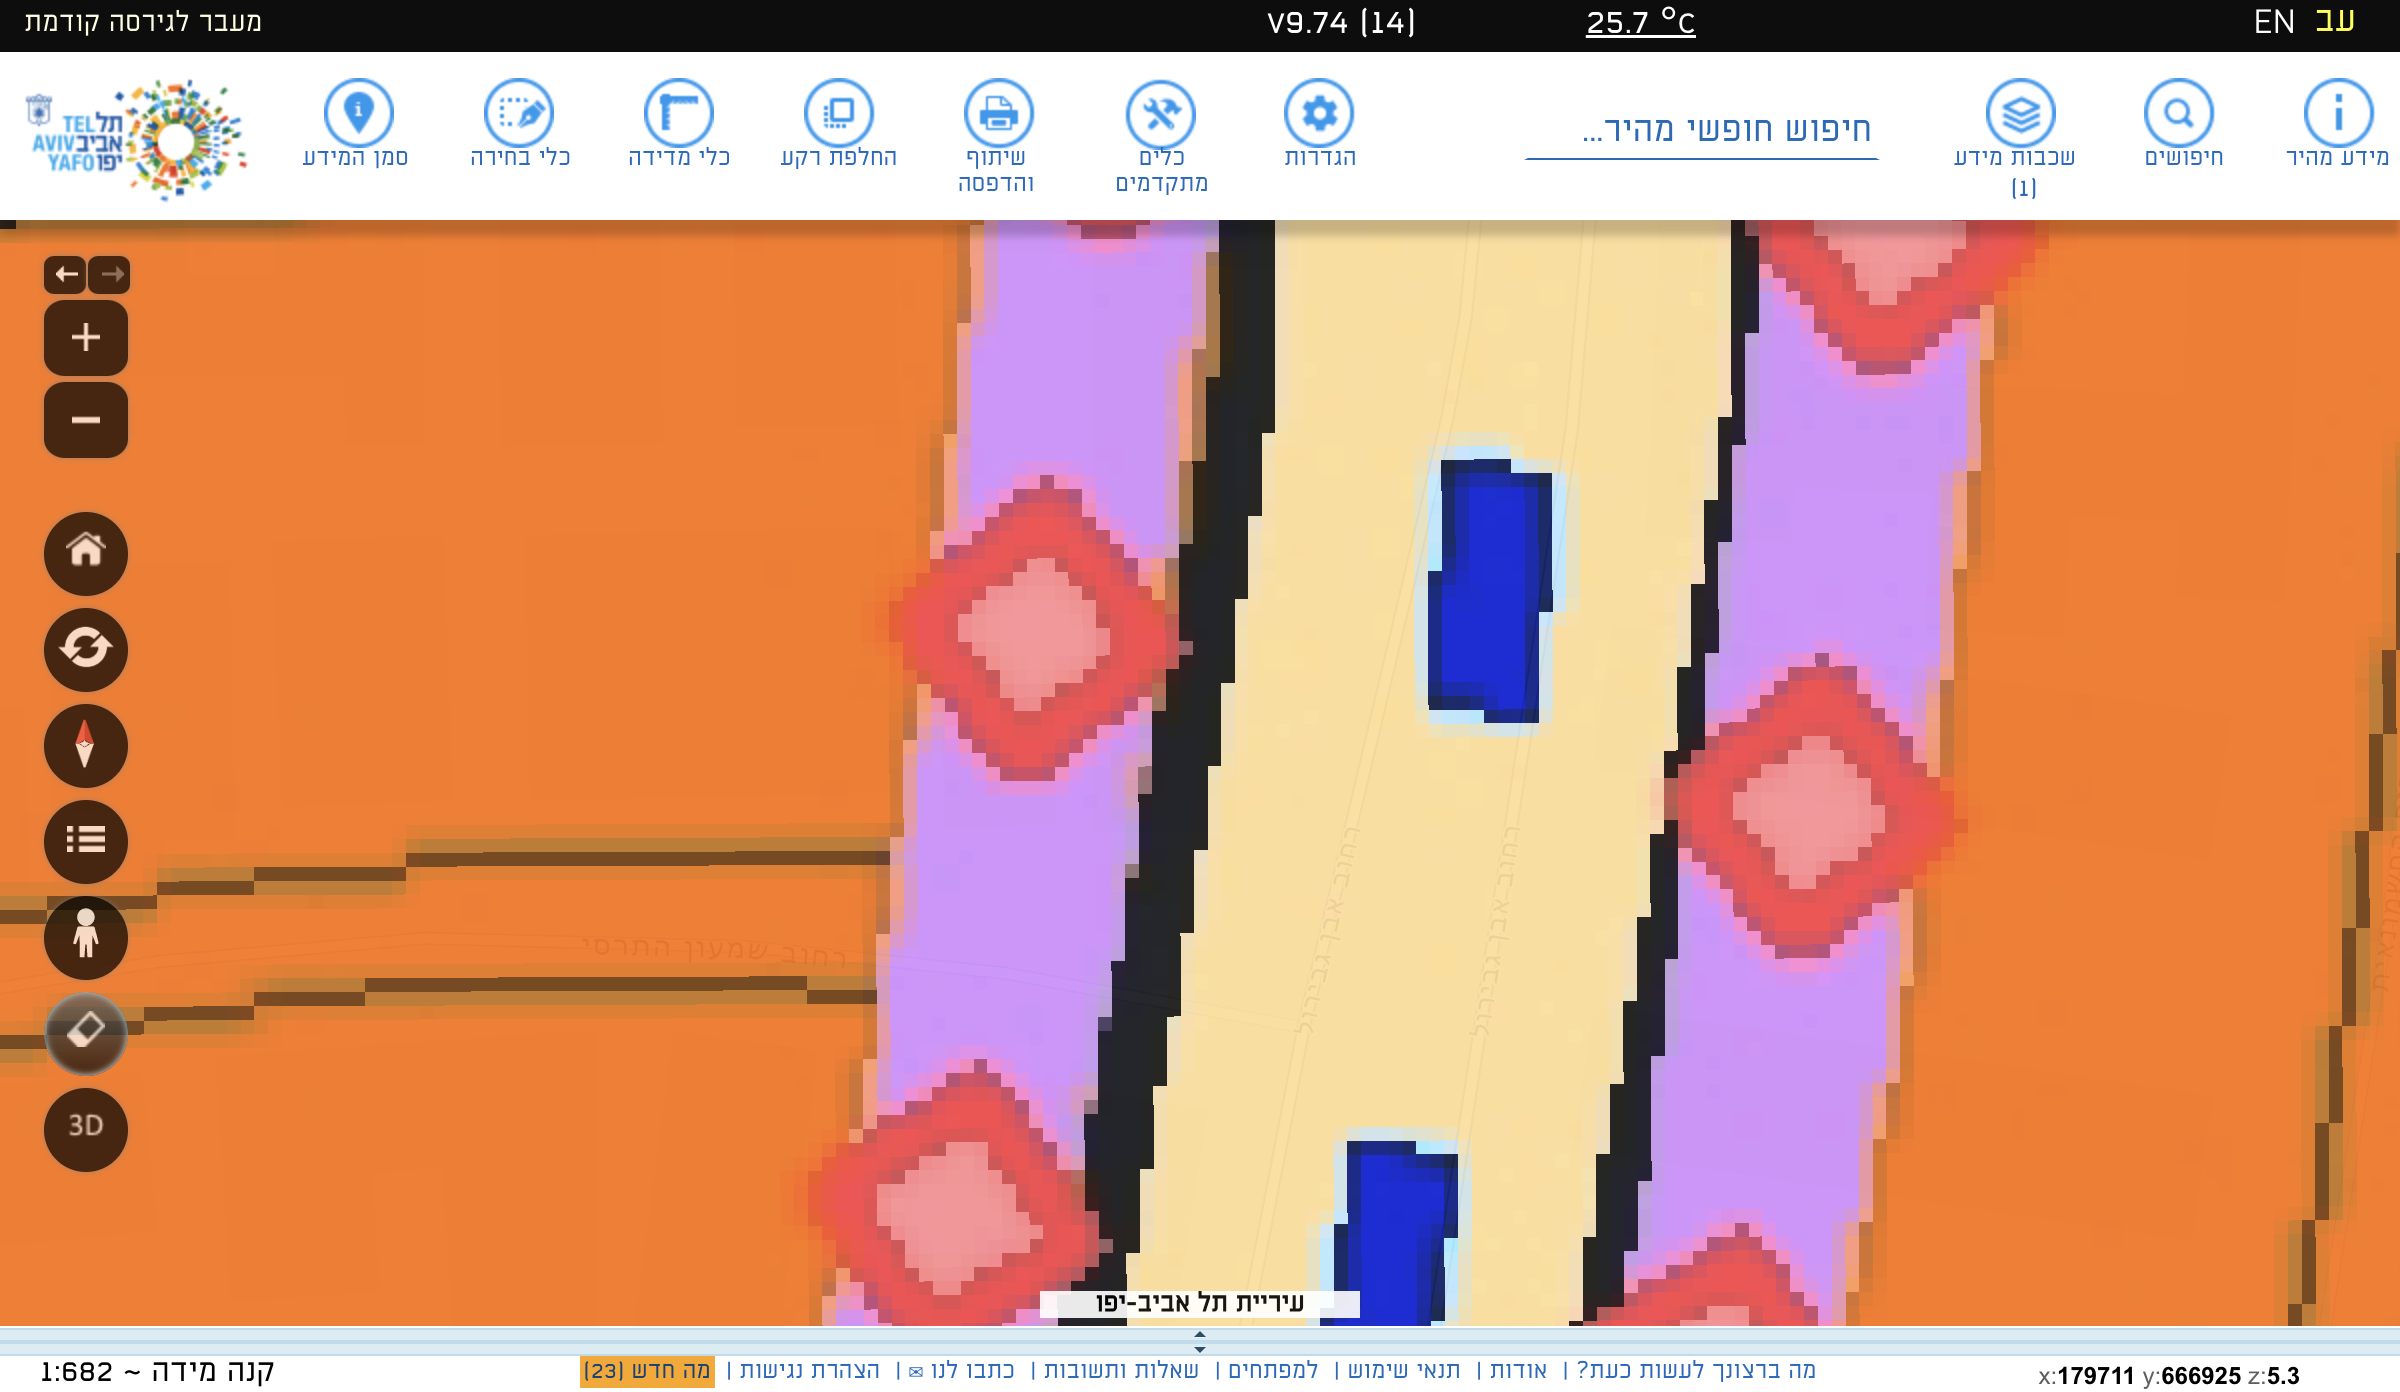 עב EN
25.7 °C
V9.74 (14)
מעבר לגירסה קודמת
מידע מהיר
חיפושים
שכבות מידע
(1)
חיפוש חופשי מהיר...
הגדרות
כלים
מתקדמים
שיתוף
והדפסה
החלפת רקע
כלי מדידה
כלי בחירה
סמן המידע
תל אביב יפו
TEL AVIV YAFO
רחוב אבן גבירול
רחוב אבן גבירול
רחוב שמעון התרסי
החשמונאית
3D
עיריית תל אביב-יפו
מה ברצונך לעשות כעת? | אודות | תנאי שימוש | למפתחים | שאלות ותשובות | כתבו לנו ✉ | הצהרת נגישות | מה חדש (23)
קנה מידה ~ 1:682
x:179711 y:666925 z:5.3